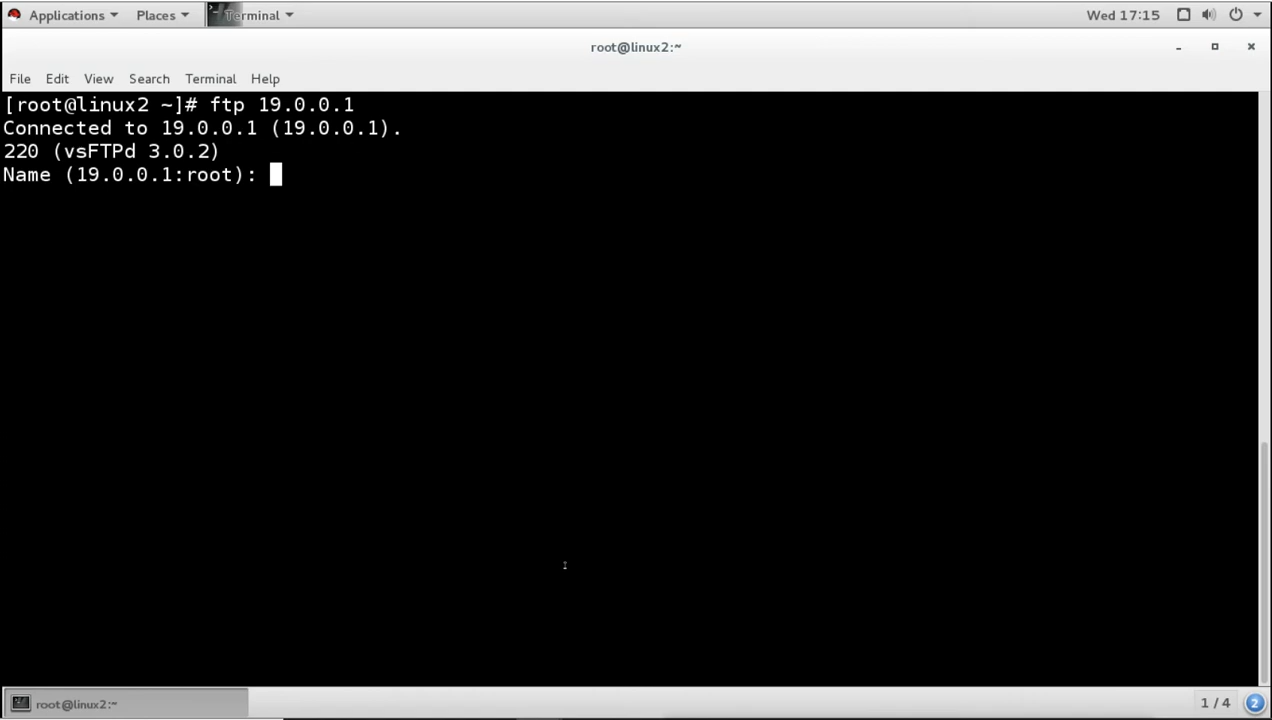 Applications Places Terminal Wed 17:15
root@linux2:~
File Edit View Search Terminal Help
[root@linux2 ~]# ftp 19.0.0.1
Connected to 19.0.0.1 (19.0.0.1).
220 (vsFTPd 3.0.2)
Name (19.0.0.1:root):
root@linux2:~ 1 / 4 2